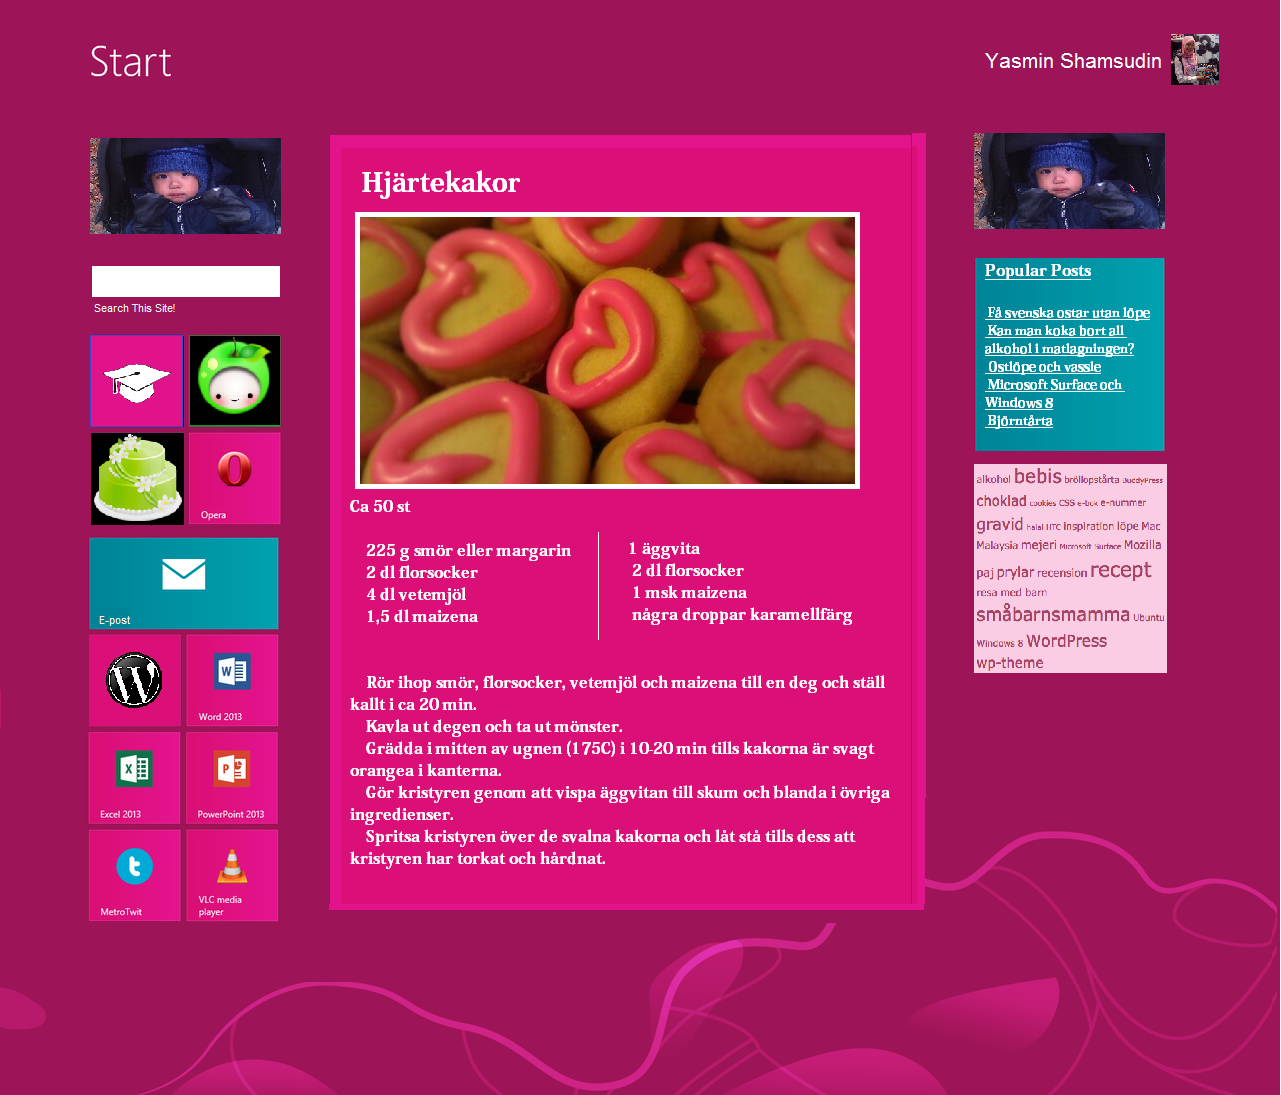 Start
Yasmin Shamsudin
Search This Site!
Opera
E-post
Word 2013
Excel 2013
PowerPoint 2013
MetroTwit
VLC media
player
Hjärtekakor
Ca 50 st
225 g smör eller margarin
2 dl florsocker
4 dl vetemjöl
1,5 dl maizena
1 äggvita
2 dl florsocker
1 msk maizena
några droppar karamellfärg
Rör ihop smör, florsocker, vetemjöl och maizena till en deg och ställ
kallt i ca 20 min.
Kavla ut degen och ta ut mönster.
Grädda i mitten av ugnen (175C) i 10-20 min tills kakorna är svagt
orangea i kanterna.
Gör kristyren genom att vispa äggvitan till skum och blanda i övriga
ingredienser.
Spritsa kristyren över de svalna kakorna och låt stå tills dess att
kristyren har torkat och hårdnat.
Popular Posts
Få svenska ostar utan löpe
Kan man koka bort all
alkohol i matlagningen?
Ostlöpe och vassle
Microsoft Surface och
Windows 8
Björntårta
alkohol bebis bröllopstårta BuddyPress
choklad cookies CSS e-bok e-nummer
gravid halal HTC inspiration löpe Mac
Malaysia mejeri Microsoft Surface Mozilla
paj prylar recension recept
resa med barn
småbarnsmamma Ubuntu
Windows 8 WordPress
wp-theme